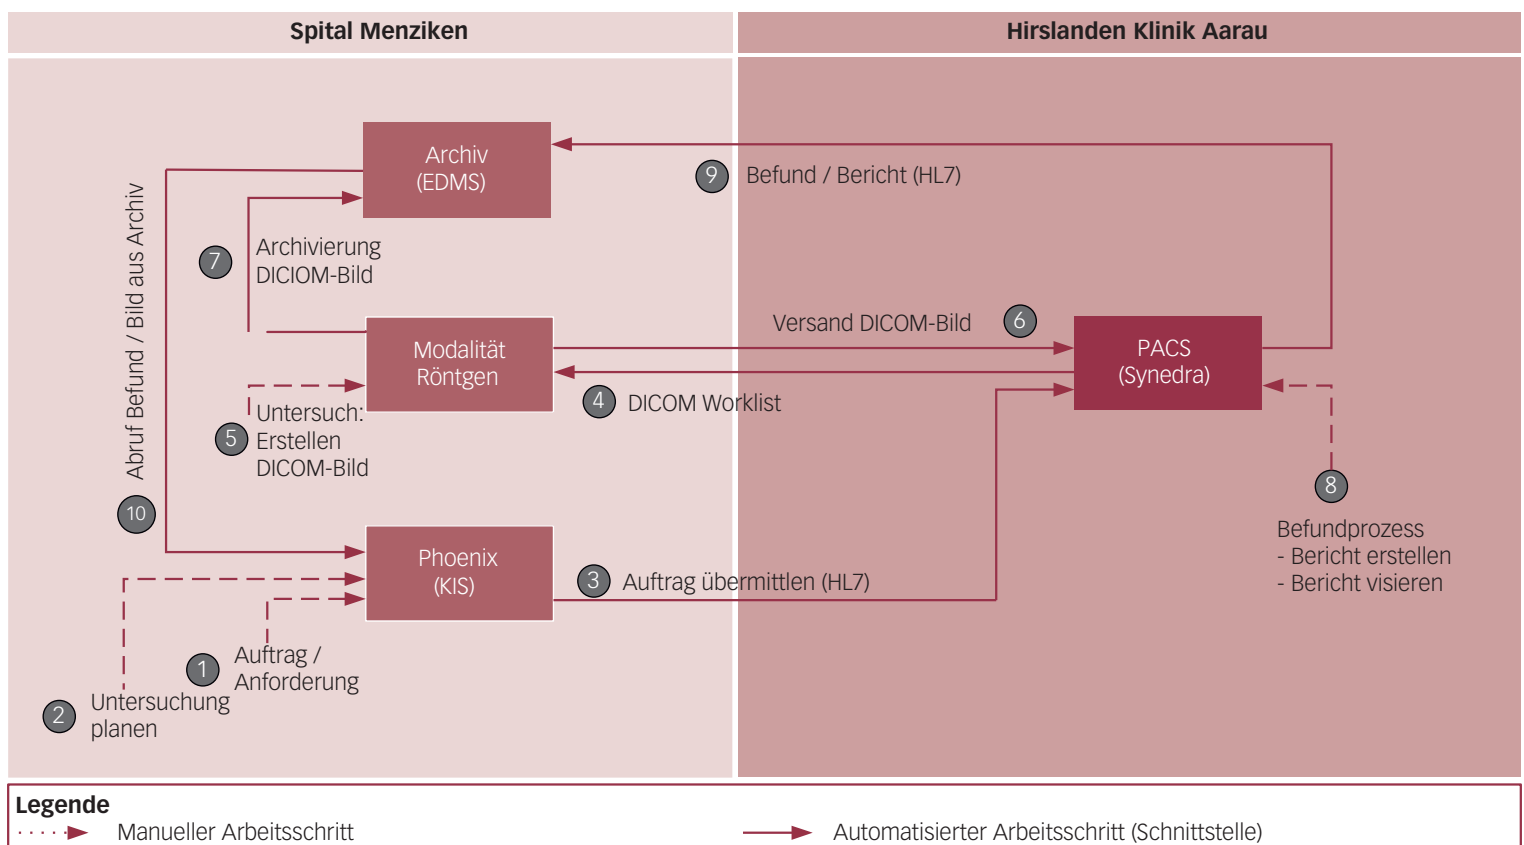 Spital Menziken
Hirslanden Klinik Aarau
Archiv
(EDMS)
9 Befund / Bericht (HL7)
Abruf Befund / Bild aus Archiv
10
7
Archivierung
DICIOM-Bild
Modalität
Röntgen
Versand DICOM-Bild 6
PACS
(Synedra)
4 DICOM Worklist
5
Untersuch:
Erstellen
DICOM-Bild
8
Befundprozess
- Bericht erstellen
- Bericht visieren
Phoenix
(KIS)
3 Auftrag übermittlen (HL7)
1
Auftrag /
Anforderung
2
Untersuchung
planen
Legende
Manueller Arbeitsschritt
Automatisierter Arbeitsschritt (Schnittstelle)